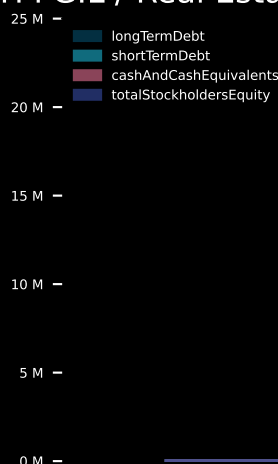 25 M
longTermDebt
shortTermDebt
cashAndCashEquivalents
totalStockholdersEquity
20 M
15 M
10 M
5 M
0 M